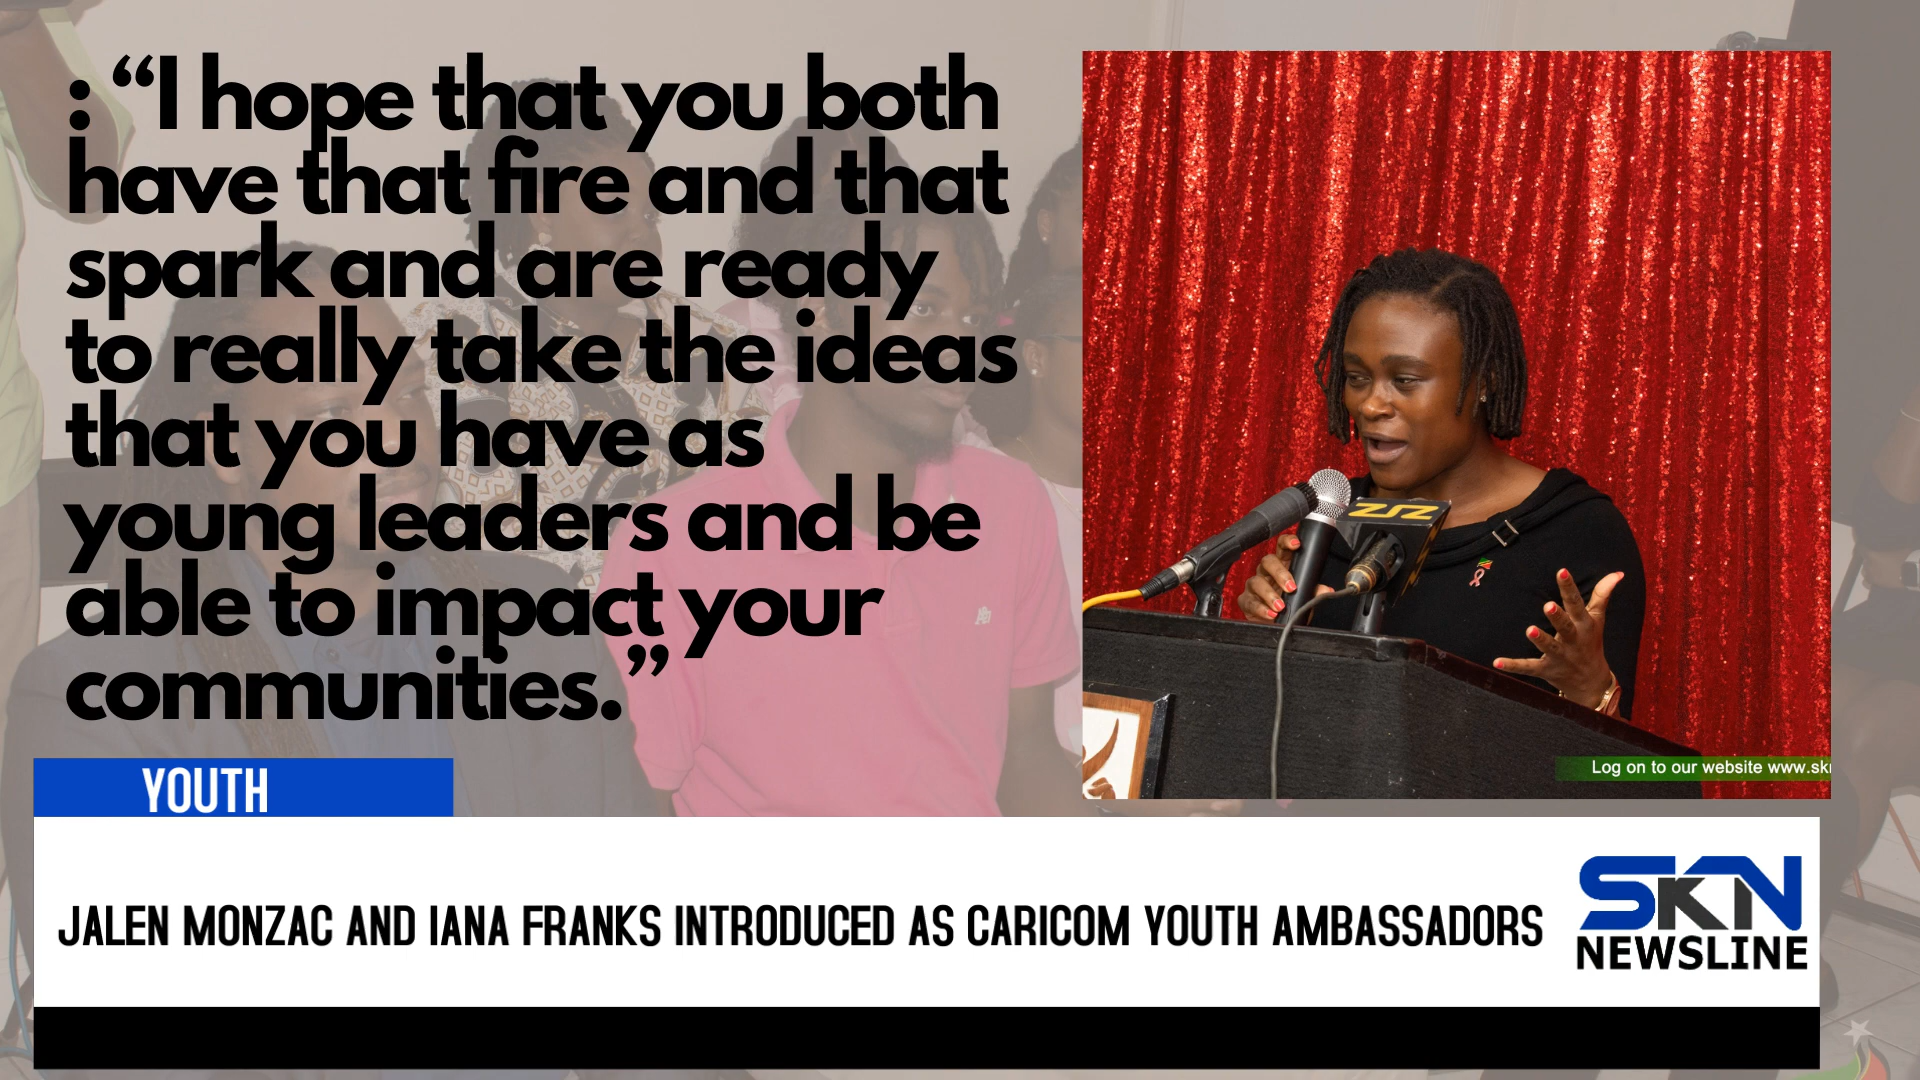 : “I hope that you both
have that fire and that
spark and are ready
to really take the ideas
that you have as
young leaders and be
able to impact your
communities.”
ZIZ
Log on to our website www.sk
YOUTH
JALEN MONZAC AND IANA FRANKS INTRODUCED AS CARICOM YOUTH AMBASSADORS
SKN
NEWSLINE